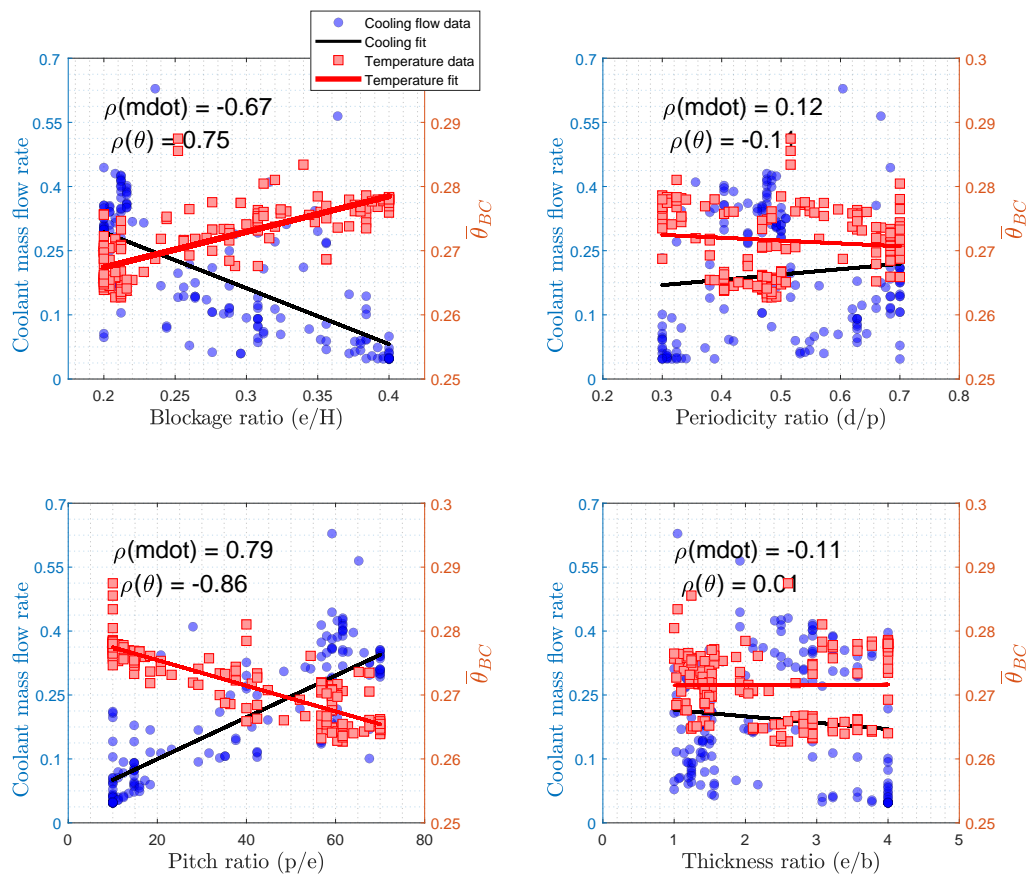 Cooling flow data
Cooling fit
Temperature data
Temperature fit
ρ(mdot) = -0.67
ρ(θ) = 0.75
0.7
0.55
0.4
0.25
0.1
0
Coolant mass flow rate
0.3
0.29
0.28
0.27
0.26
0.25
θ̅_BC
0.2 0.25 0.3 0.35 0.4
Blockage ratio (e/H)
ρ(mdot) = 0.12
ρ(θ) = -0.11
0.7
0.55
0.4
0.25
0.1
0
Coolant mass flow rate
0.3
0.29
0.28
0.27
0.26
0.25
θ̅_BC
0.2 0.3 0.4 0.5 0.6 0.7 0.8
Periodicity ratio (d/p)
ρ(mdot) = 0.79
ρ(θ) = -0.86
0.7
0.55
0.4
0.25
0.1
0
Coolant mass flow rate
0.3
0.29
0.28
0.27
0.26
0.25
θ̅_BC
0 20 40 60 80
Pitch ratio (p/e)
ρ(mdot) = -0.11
ρ(θ) = 0.01
0.7
0.55
0.4
0.25
0.1
0
Coolant mass flow rate
0.3
0.29
0.28
0.27
0.26
0.25
θ̅_BC
0 1 2 3 4 5
Thickness ratio (e/b)